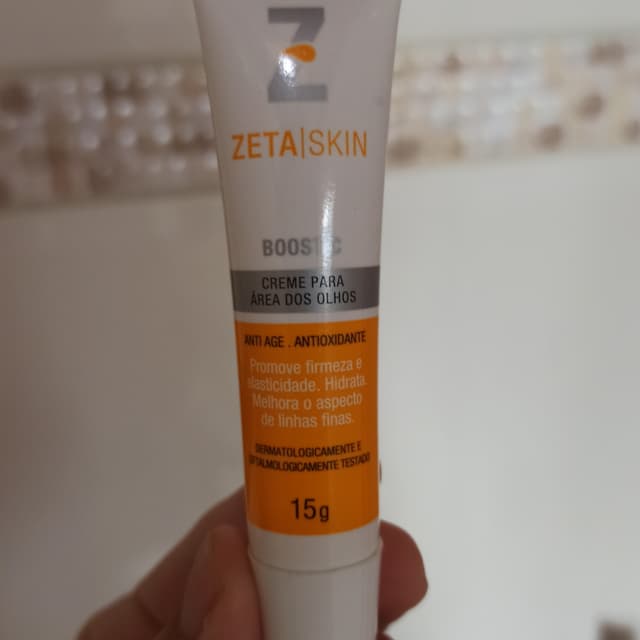 Z
ZETA|SKIN
BOOST C
CREME PARA
ÁREA DOS OLHOS
ANTI AGE . ANTIOXIDANTE
Promove firmeza e
elasticidade. Hidrata.
Melhora o aspecto
de linhas finas.
DERMATOLOGICAMENTE E
OFTALMOLOGICAMENTE TESTADO
15g